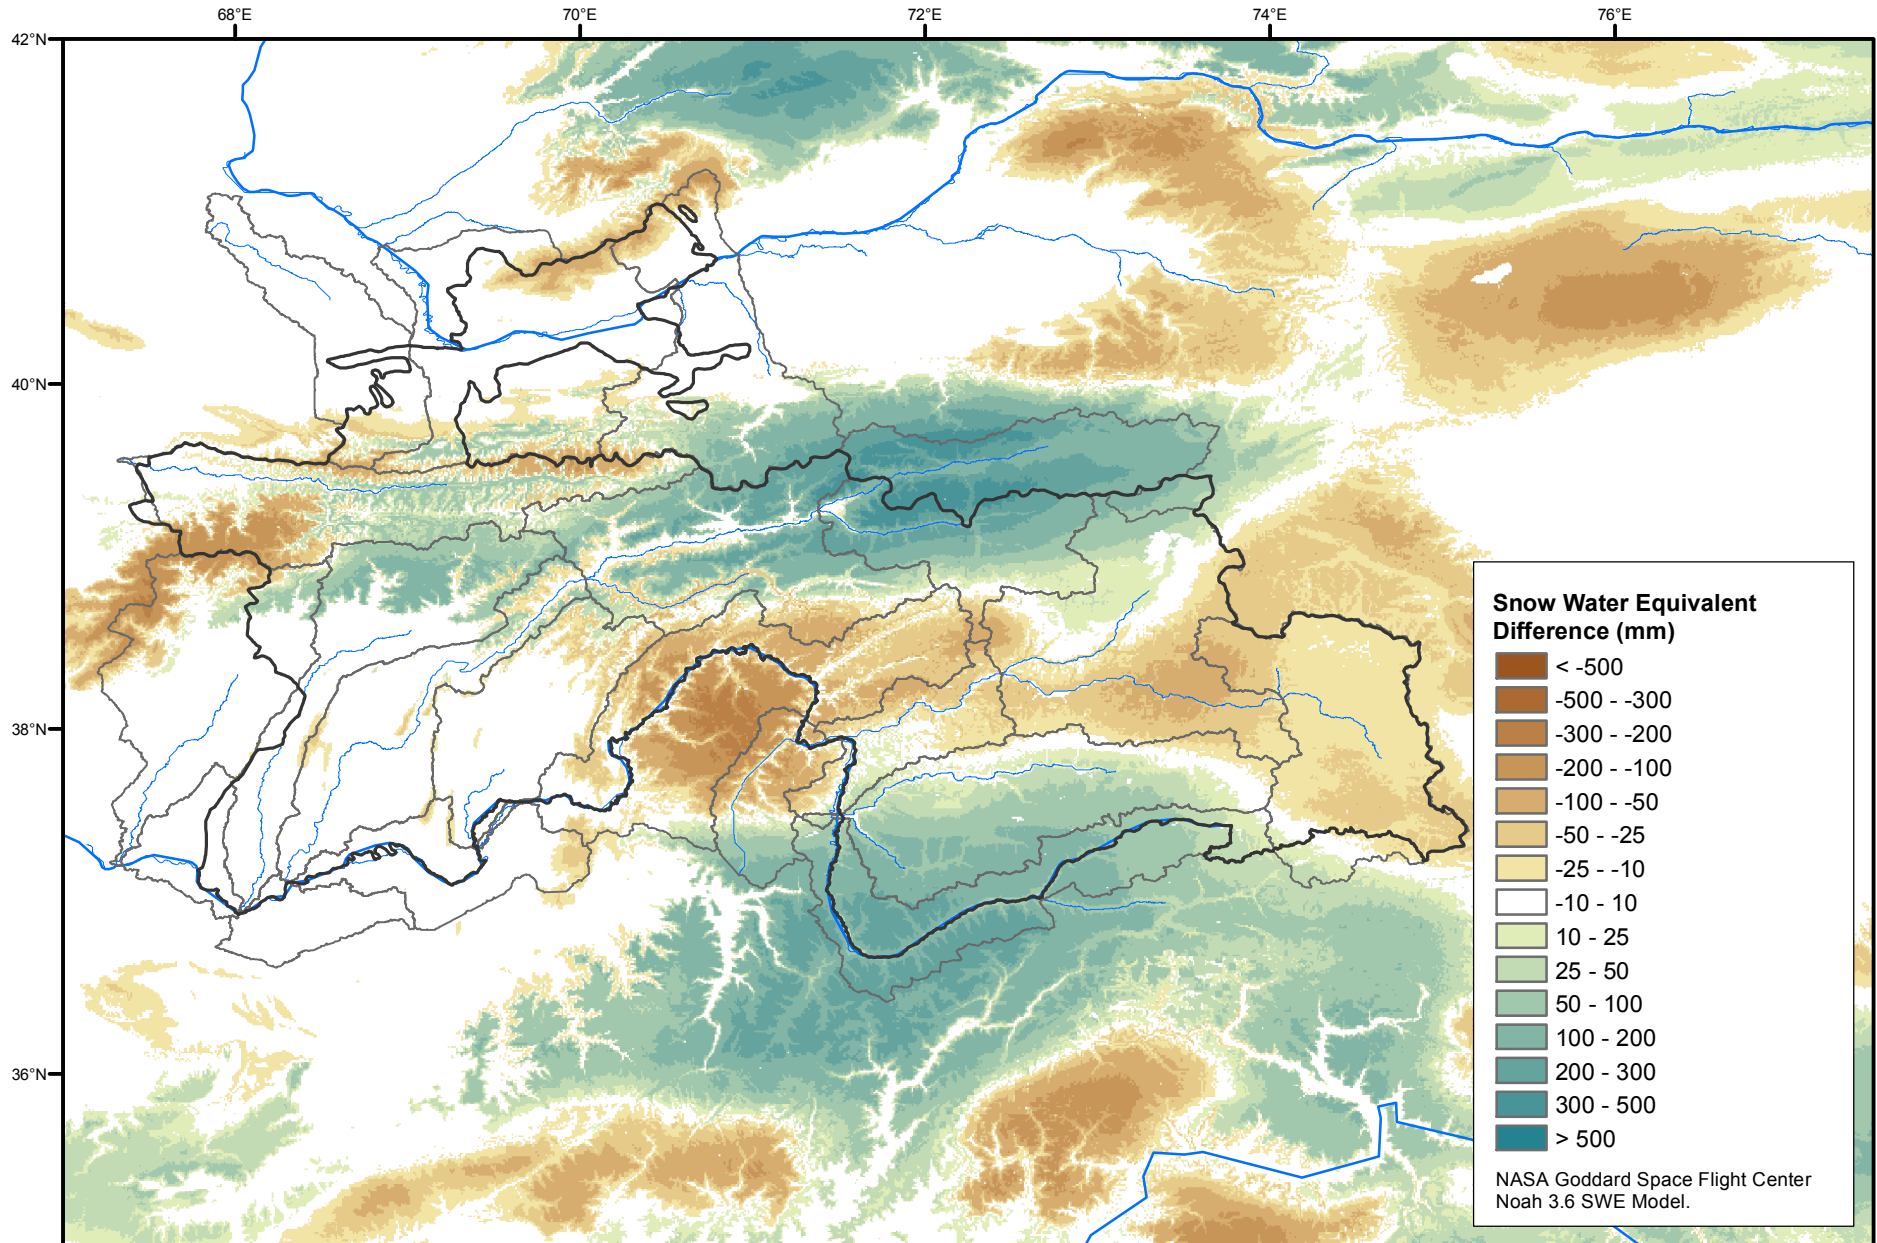 68°E
70°E
72°E
74°E
76°E
42°N
40°N
38°N
36°N
Snow Water Equivalent
Difference (mm)
< -500
-500 - -300
-300 - -200
-200 - -100
-100 - -50
-50 - -25
-25 - -10
-10 - 10
10 - 25
25 - 50
50 - 100
100 - 200
200 - 300
300 - 500
> 500
NASA Goddard Space Flight Center
Noah 3.6 SWE Model.